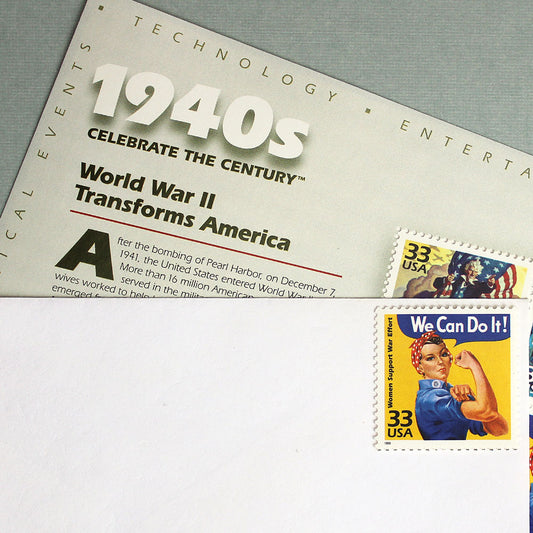 TECHNOLOGY ▪ ENTERTA
ICAL EVENTS ▪
1940s
CELEBRATE THE CENTURY™
World War II
Transforms America
After the bombing of Pearl Harbor, on December 7,
1941, the United States entered World War II.
More than 16 million American
served in the milit
wives worked to help
emerged f
33
USA
We Can Do It!
Women Support War Effort
33
USA